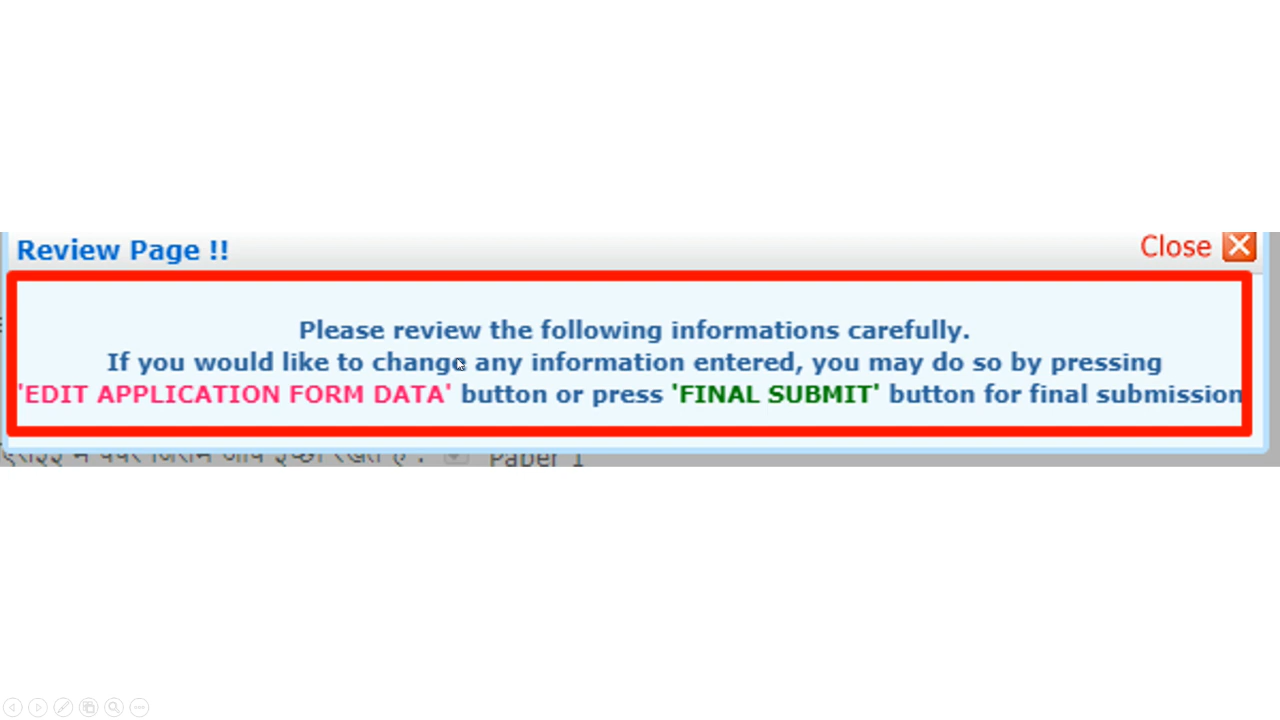 Review Page !!
Close
Please review the following informations carefully.
If you would like to change any information entered, you may do so by pressing
'EDIT APPLICATION FORM DATA' button or press 'FINAL SUBMIT' button for final submission
Paper 1